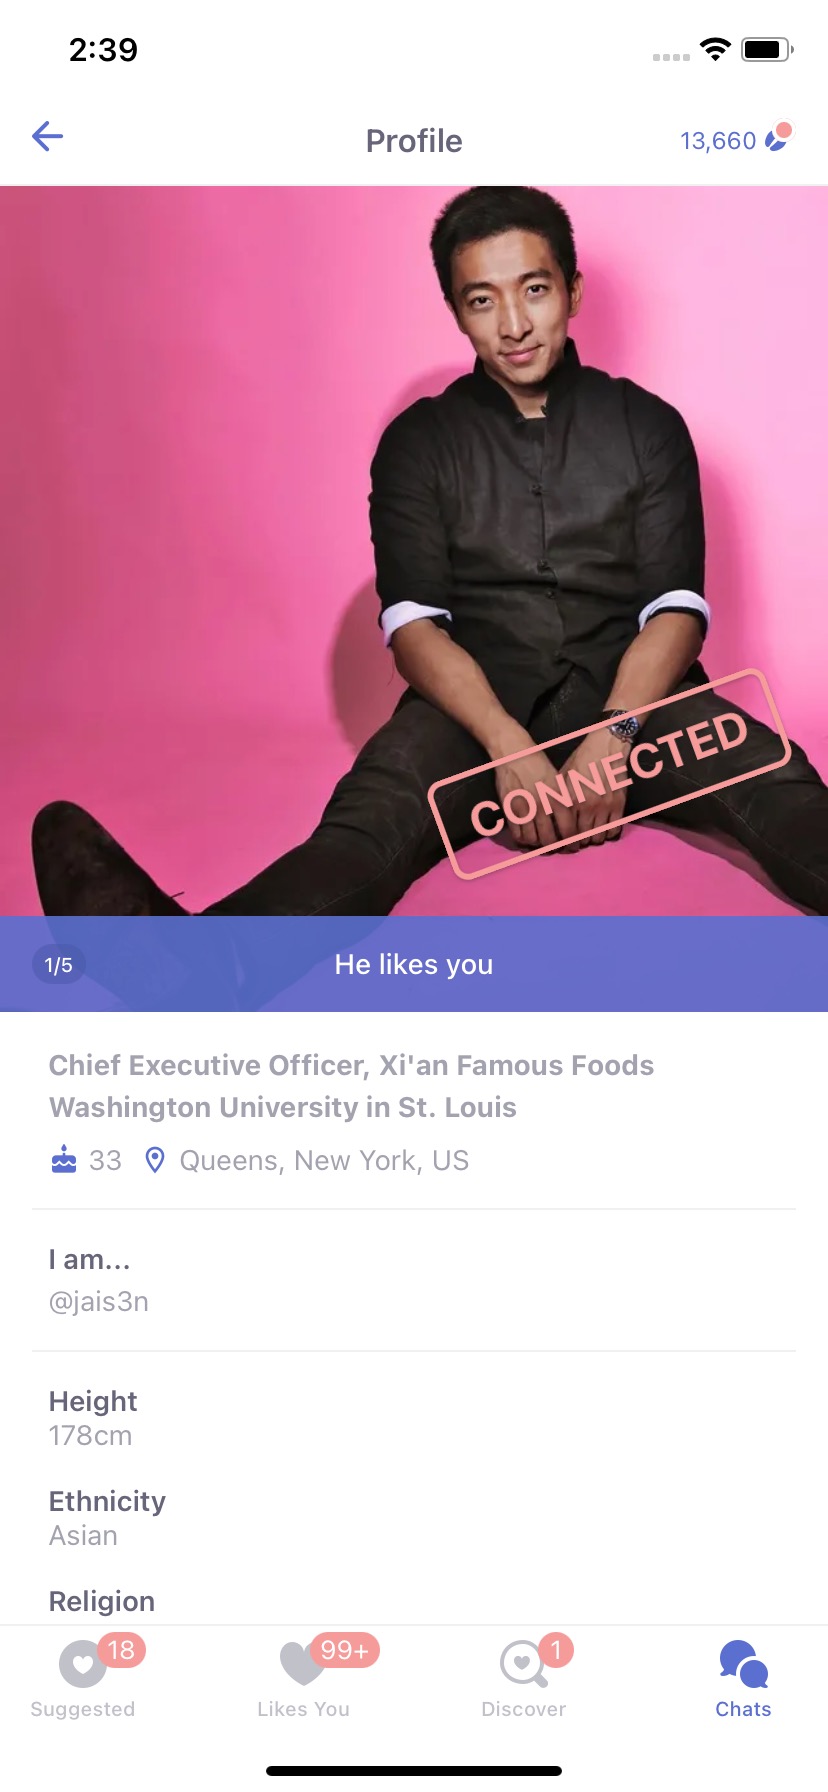 2:39
Profile
13,660
CONNECTED
1/5
He likes you
Chief Executive Officer, Xi'an Famous Foods
Washington University in St. Louis
33 Queens, New York, US
I am...
@jais3n
Height
178cm
Ethnicity
Asian
Religion
18 99+ 1
Suggested Likes You Discover Chats